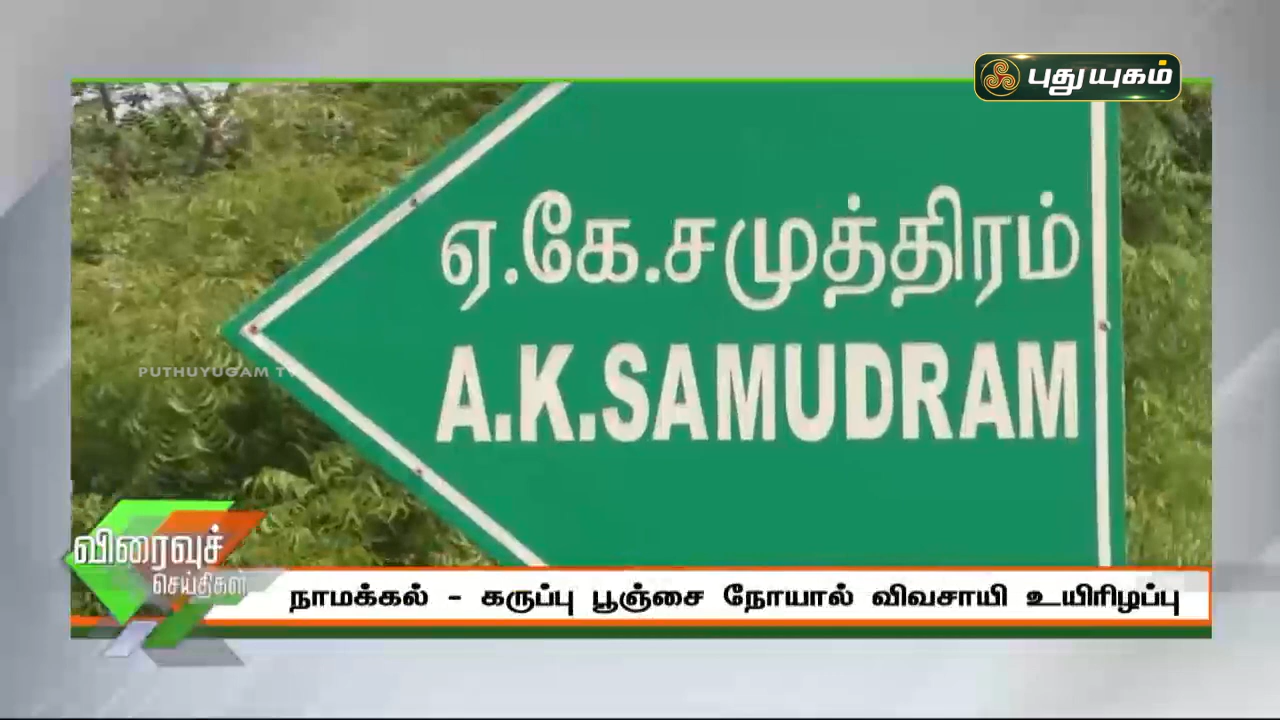 புதுயுகம்
ஏ.கே.சமுத்திரம்
A.K.SAMUDRAM
PUTHUYUGAM TV
விரைவுச்
செய்திகள்
நாமக்கல் - கருப்பு பூஞ்சை நோயால் விவசாயி உயிரிழப்பு